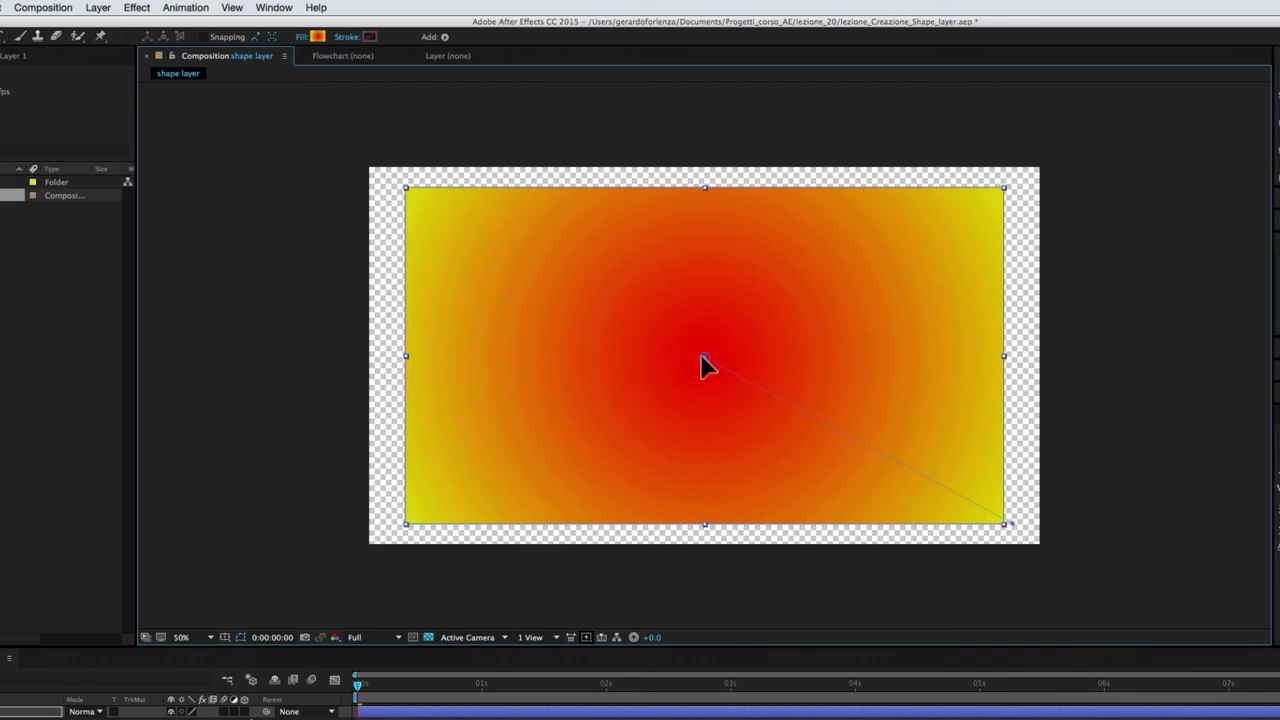 Composition Layer Effect Animation View Window Help
Adobe After Effects CC 2015 - /Users/gerardoforlenza/Documents/Progetti_corso_AE/lezione_20/lezione_Creazione_Shape_layer.aep *
Snapping Fill: Stroke: Add:
Layer 1 Composition shape layer Flowchart (none) Layer (none)
shape layer
fps
Type Size
Folder
Composi...
50% 0:00:00:00 Full Active Camera 1 View +0.0
01s 02s 03s 04s 05s 06s 07s
Mode T TrkMat Parent
Norma None